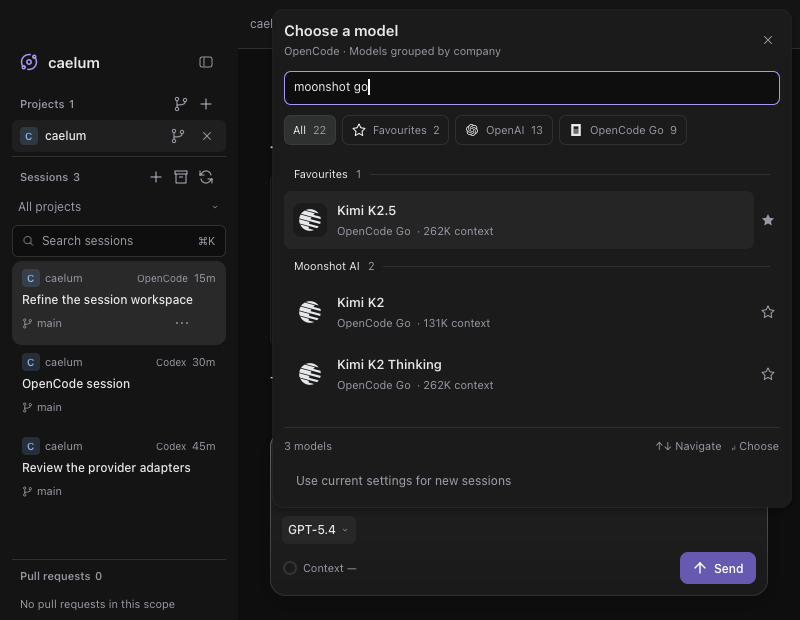 cael
Choose a model
OpenCode · Models grouped by company
moonshot go
All 22
Favourites 2
OpenAI 13
OpenCode Go 9
Favourites 1
Kimi K2.5
OpenCode Go · 262K context
Moonshot AI 2
Kimi K2
OpenCode Go · 131K context
Kimi K2 Thinking
OpenCode Go · 262K context
3 models
↑↓ Navigate
Choose
Use current settings for new sessions
GPT-5.4
Context —
Send
caelum
Projects 1
C caelum
Sessions 3
All projects
Search sessions ⌘K
C caelum OpenCode 15m
Refine the session workspace
main ···
C caelum Codex 30m
OpenCode session
main
C caelum Codex 45m
Review the provider adapters
main
Pull requests 0
No pull requests in this scope